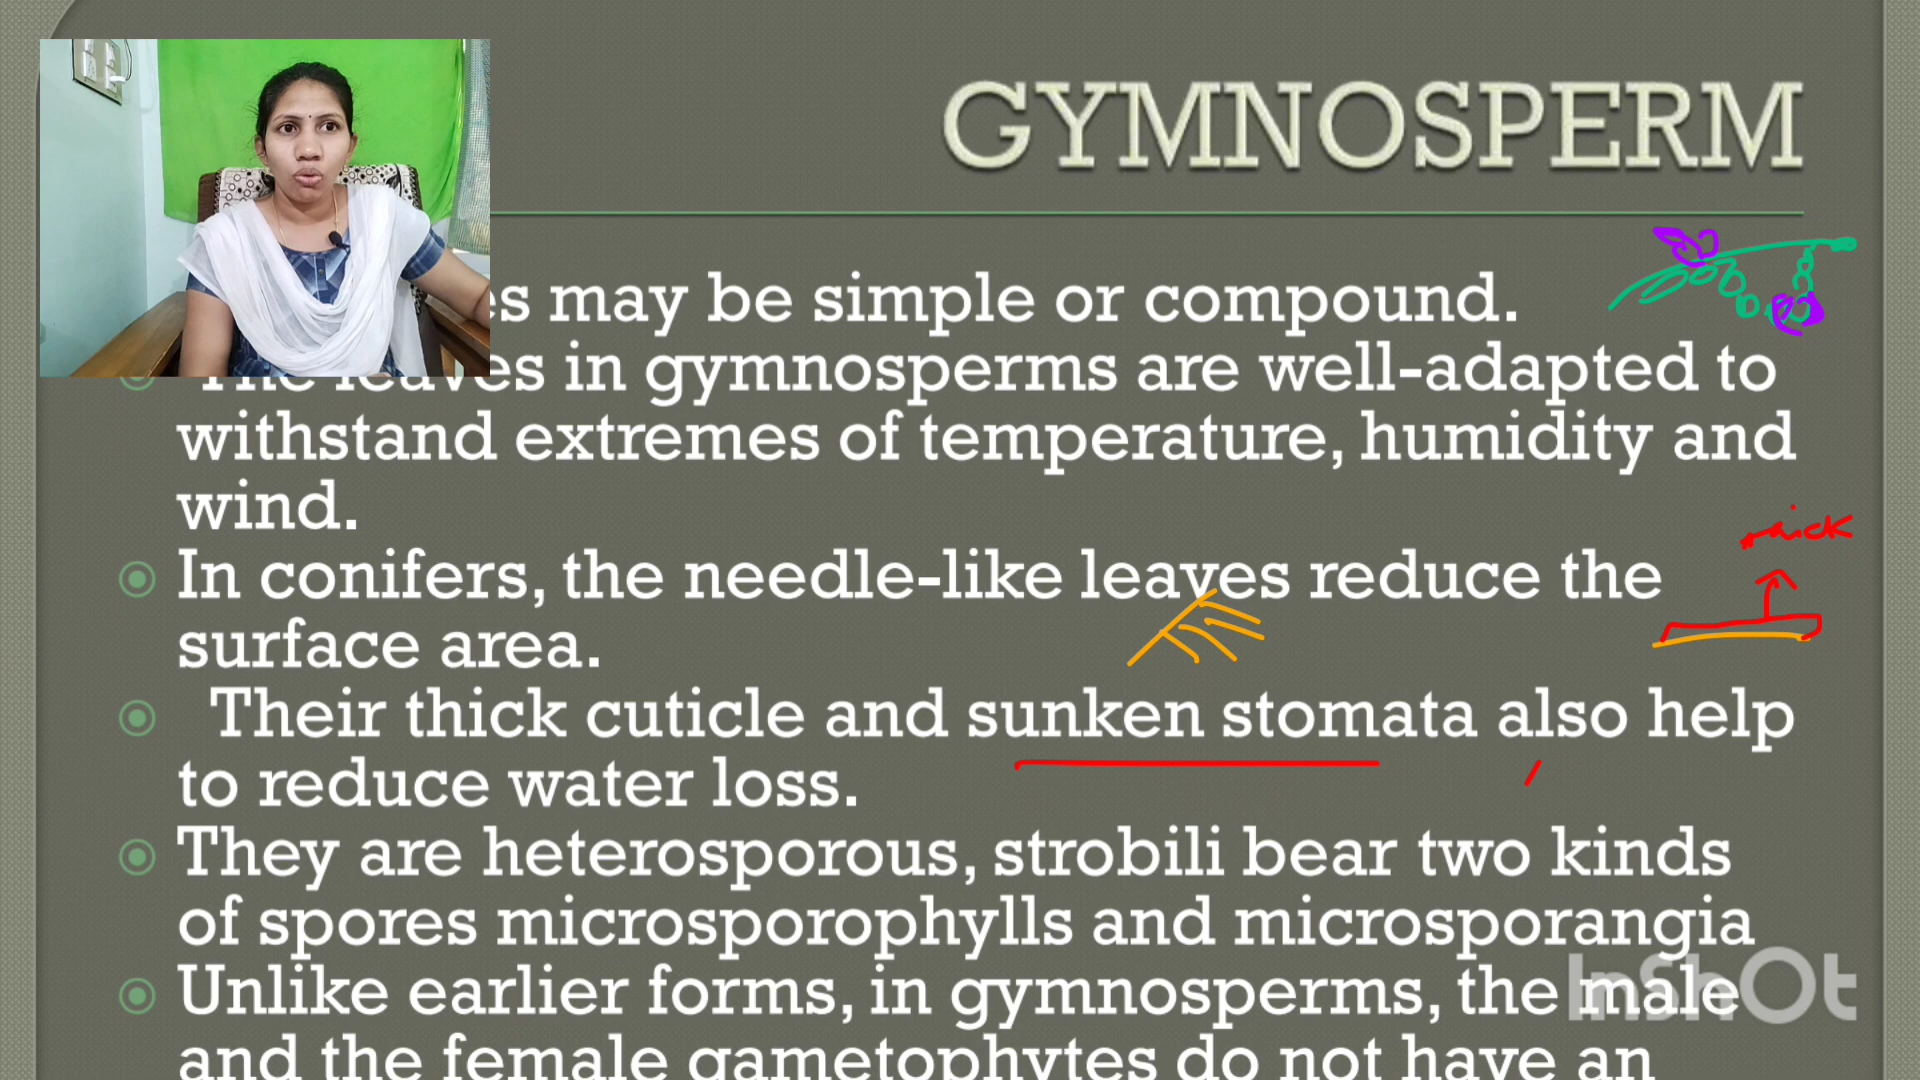 GYMNOSPERM
es may be simple or compound.
The leaves in gymnosperms are well-adapted to
withstand extremes of temperature, humidity and
wind.
In conifers, the needle-like leaves reduce the
surface area.
Their thick cuticle and sunken stomata also help
to reduce water loss.
They are heterosporous, strobili bear two kinds
of spores microsporophylls and microsporangia
Unlike earlier forms, in gymnosperms, the male
and the female gametophytes do not have an
InShOt